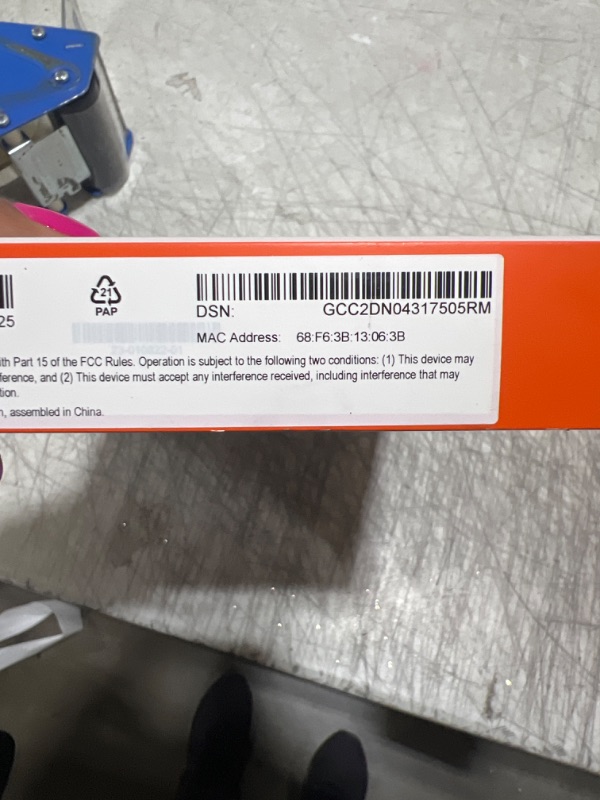 25
21
PAP
DSN: GCC2DN04317505RM
MAC Address: 68:F6:3B:13:06:3B
ith Part 15 of the FCC Rules. Operation is subject to the following two conditions: (1) This device may
ference, and (2) This device must accept any interference received, including interference that may
tion.
n, assembled in China.